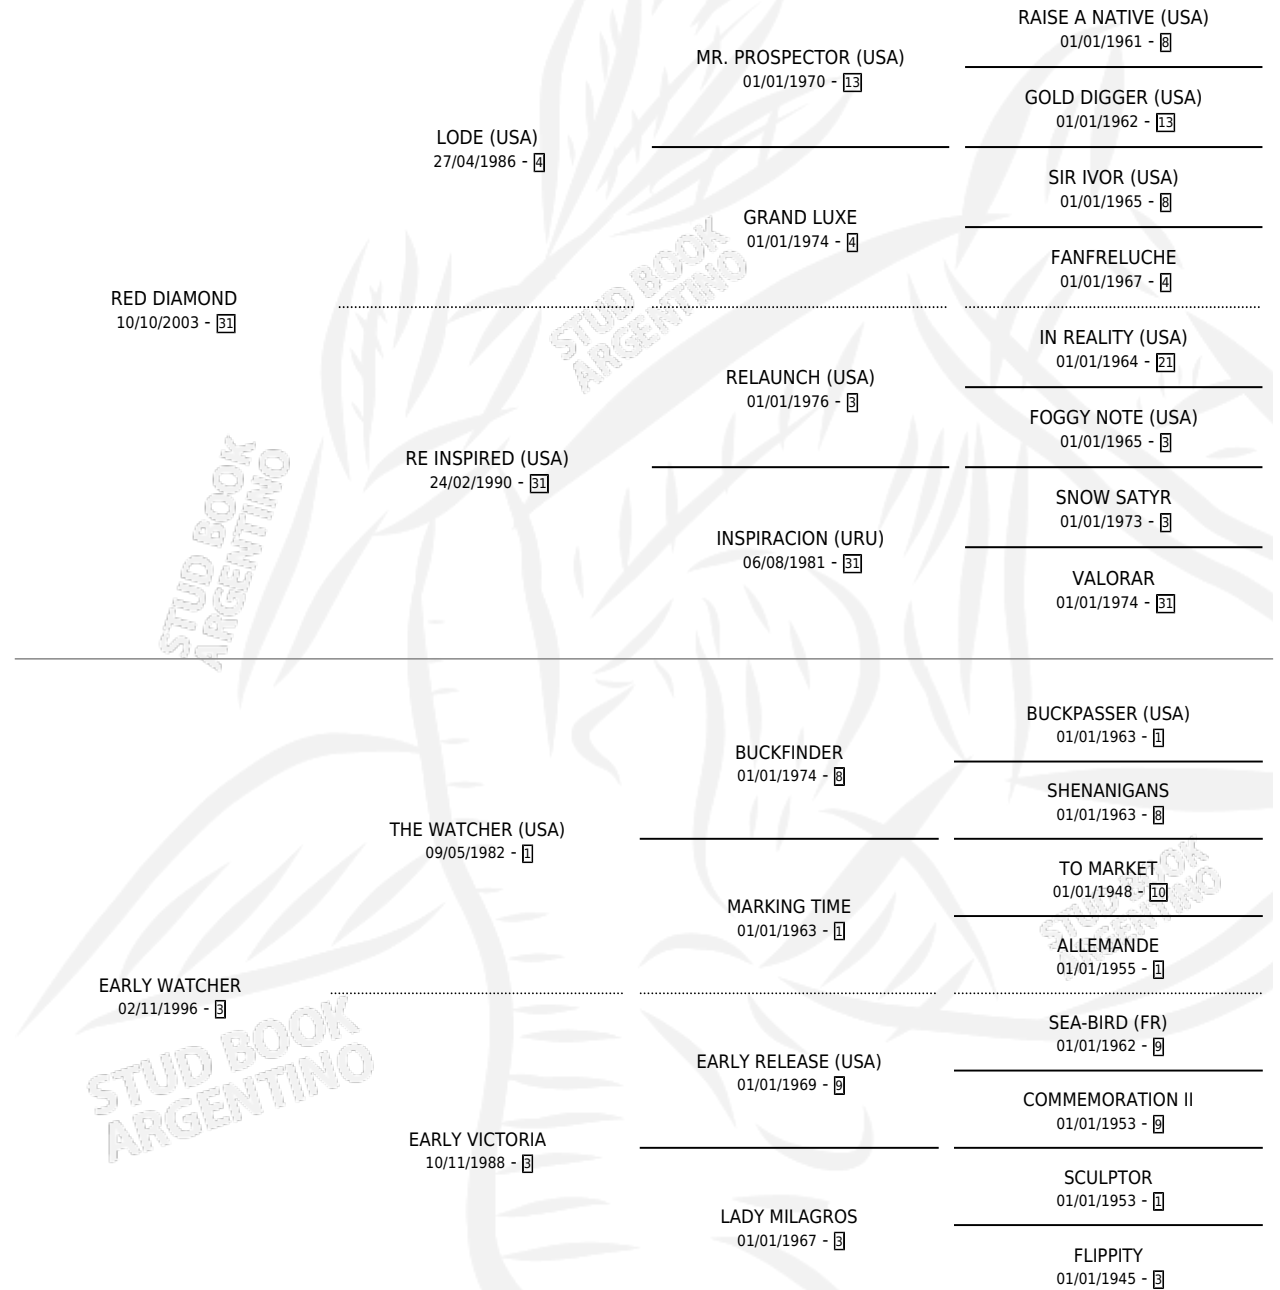 RAISE A NATIVE (USA)
01/01/1961 - 8
MR. PROSPECTOR (USA)
01/01/1970 - 13
GOLD DIGGER (USA)
01/01/1962 - 13
LODE (USA)
27/04/1986 - 4
SIR IVOR (USA)
01/01/1965 - 8
GRAND LUXE
01/01/1974 - 4
FANFRELUCHE
01/01/1967 - 4
STUD BOOK
ARGENTINO
RED DIAMOND
10/10/2003 - 31
IN REALITY (USA)
01/01/1964 - 21
RELAUNCH (USA)
01/01/1976 - 3
FOGGY NOTE (USA)
01/01/1965 - 3
RE INSPIRED (USA)
24/02/1990 - 31
SNOW SATYR
01/01/1973 - 3
INSPIRACION (URU)
06/08/1981 - 31
VALORAR
01/01/1974 - 31
STUD BOOK
ARGENTINO
BUCKPASSER (USA)
01/01/1963 - 1
BUCKFINDER
01/01/1974 - 8
SHENANIGANS
01/01/1963 - 8
THE WATCHER (USA)
09/05/1982 - 1
TO MARKET
01/01/1948 - 10
MARKING TIME
01/01/1963 - 1
ALLEMANDE
01/01/1955 - 1
STUD BOOK
ARGENTINO
EARLY WATCHER
02/11/1996 - 3
SEA-BIRD (FR)
01/01/1962 - 9
EARLY RELEASE (USA)
01/01/1969 - 9
COMMEMORATION II
01/01/1953 - 9
STUD BOOK
ARGENTINO
EARLY VICTORIA
10/11/1988 - 3
SCULPTOR
01/01/1953 - 1
LADY MILAGROS
01/01/1967 - 3
FLIPPITY
01/01/1945 - 3